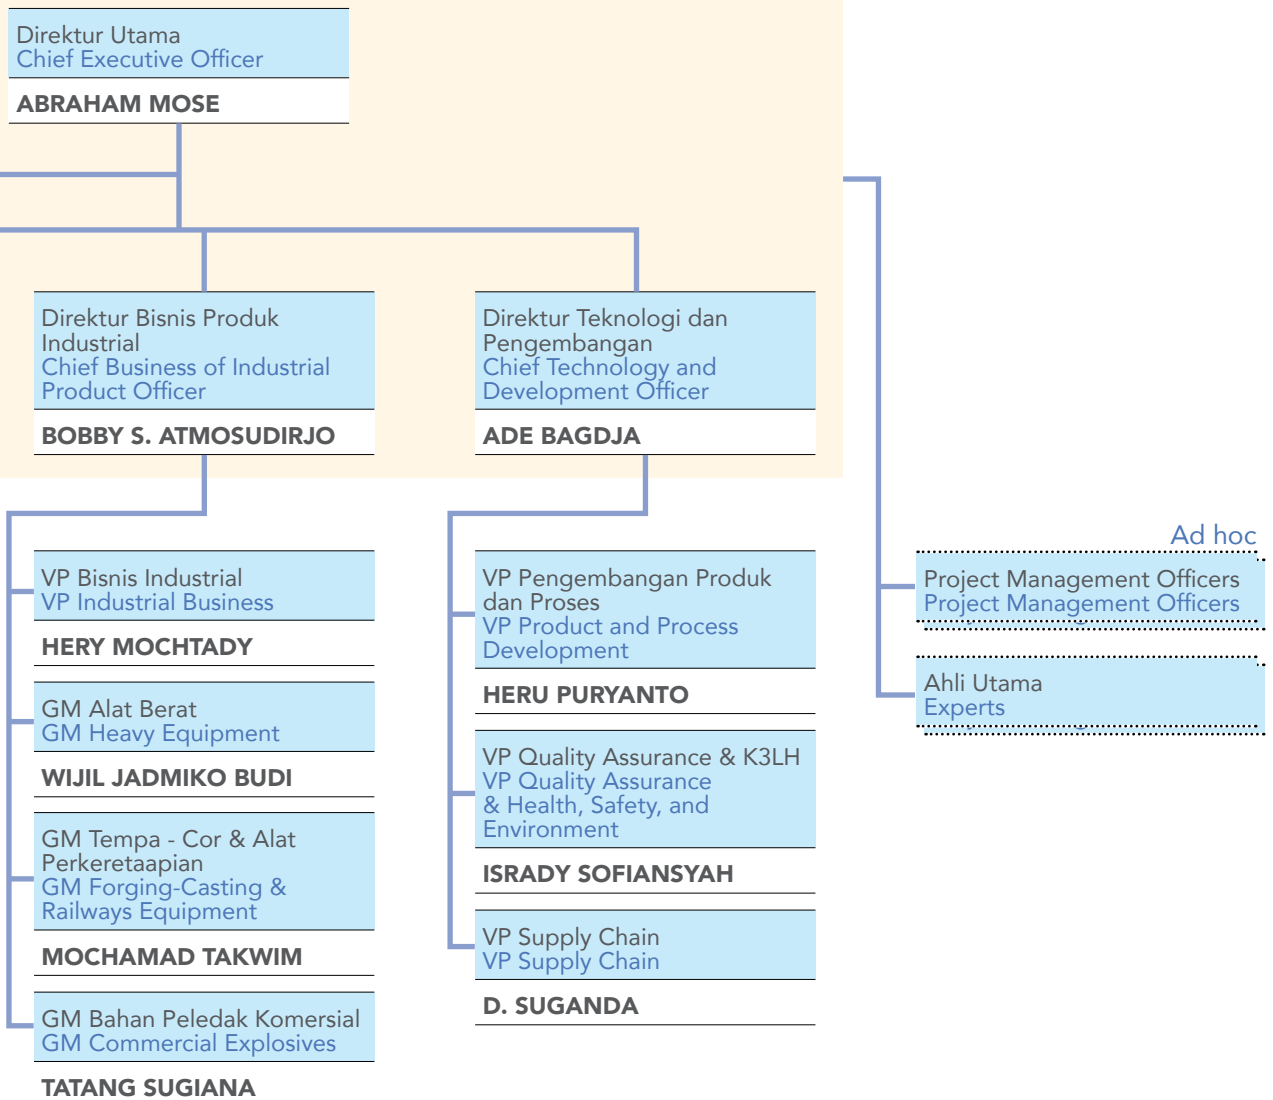 Direktur Utama
Chief Executive Officer
ABRAHAM MOSE
Direktur Bisnis Produk
Industrial
Chief Business of Industrial
Product Officer
BOBBY S. ATMOSUDIRJO
Direktur Teknologi dan
Pengembangan
Chief Technology and
Development Officer
ADE BAGDJA
VP Bisnis Industrial
VP Industrial Business
HERY MOCHTADY
GM Alat Berat
GM Heavy Equipment
WIJIL JADMIKO BUDI
GM Tempa - Cor & Alat
Perkeretaapian
GM Forging-Casting &
Railways Equipment
MOCHAMAD TAKWIM
GM Bahan Peledak Komersial
GM Commercial Explosives
TATANG SUGIANA
VP Pengembangan Produk
dan Proses
VP Product and Process
Development
HERU PURYANTO
VP Quality Assurance & K3LH
VP Quality Assurance
& Health, Safety, and
Environment
ISRADY SOFIANSYAH
VP Supply Chain
VP Supply Chain
D. SUGANDA
Ad hoc
Project Management Officers
Project Management Officers
Ahli Utama
Experts